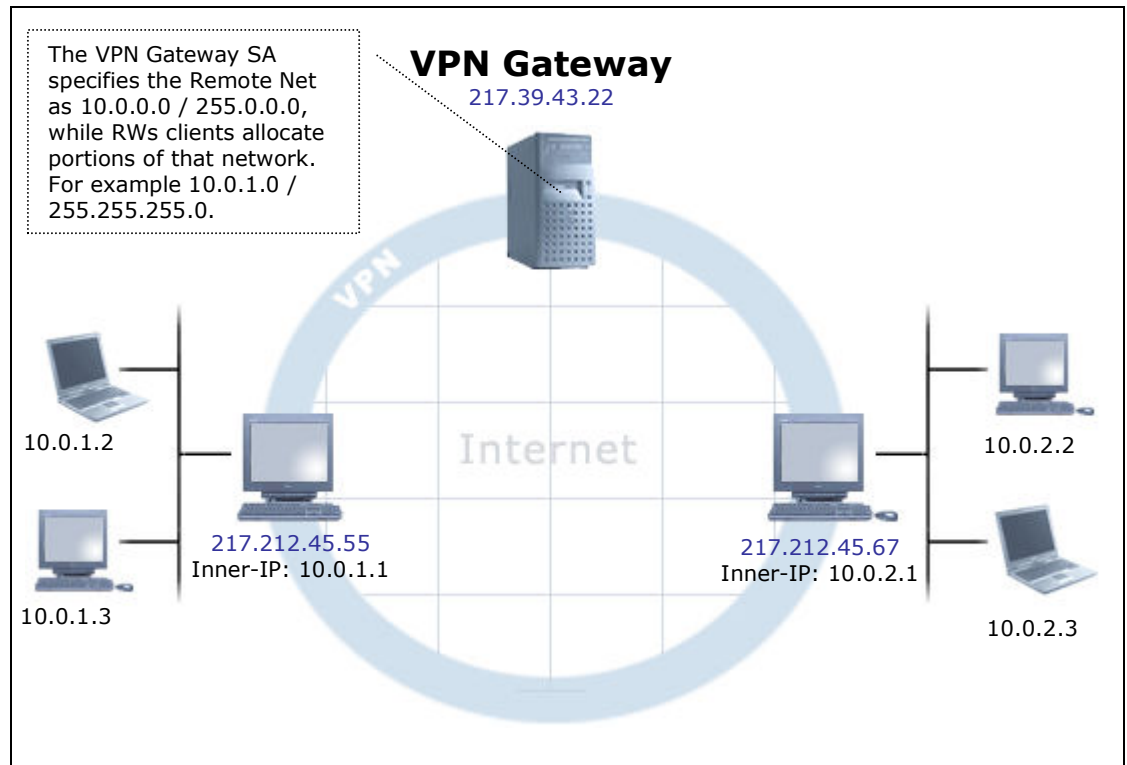 The VPN Gateway SA
specifies the Remote Net
as 10.0.0.0 / 255.0.0.0,
while RWs clients allocate
portions of that network.
For example 10.0.1.0 /
255.255.255.0.
VPN Gateway
217.39.43.22
VPN
Internet
10.0.1.2
10.0.1.3
217.212.45.55
Inner-IP: 10.0.1.1
217.212.45.67
Inner-IP: 10.0.2.1
10.0.2.2
10.0.2.3